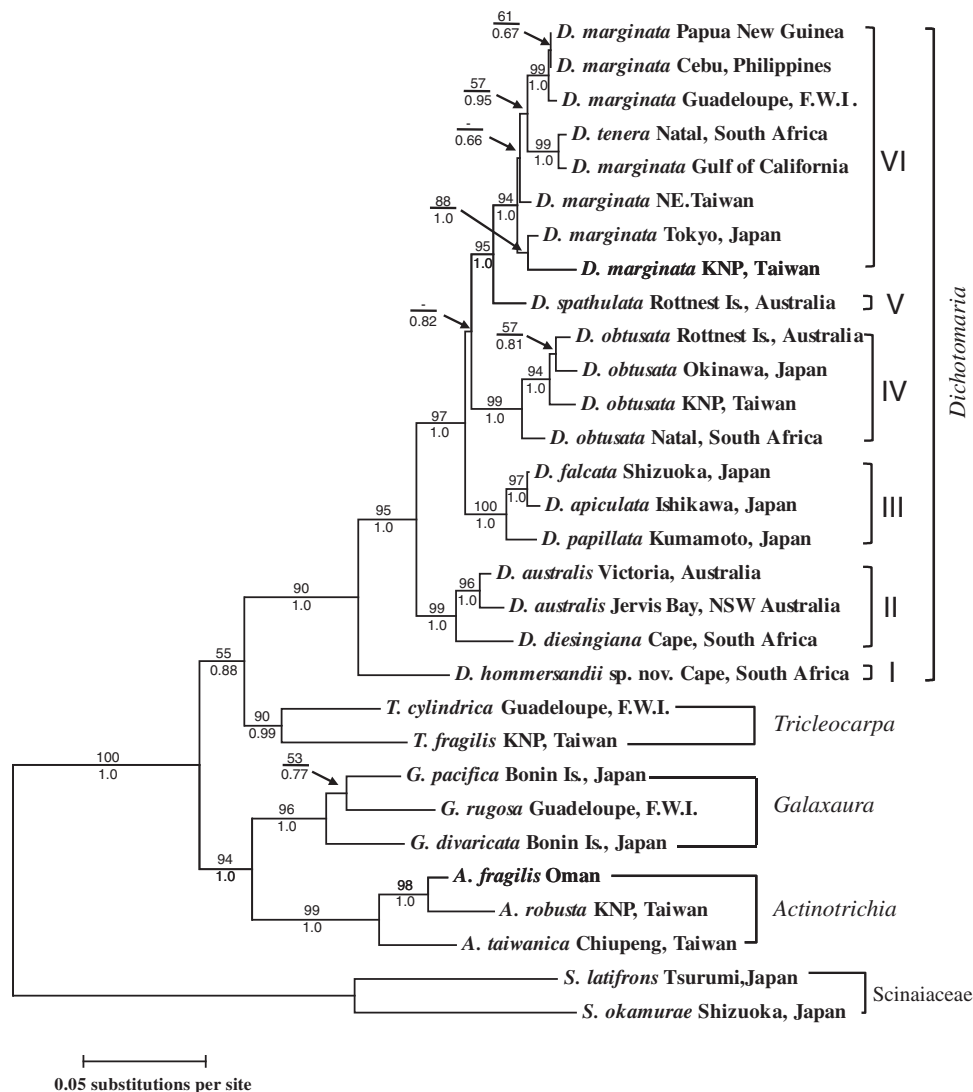 61
0.67
D. marginata Papua New Guinea
D. marginata Cebu, Philippines
99
1.0
D. marginata Guadeloupe, F.W.I.
57
0.95
D. tenera Natal, South Africa
99
1.0
D. marginata Gulf of California
VI
-
0.66
D. marginata NE.Taiwan
88
1.0
94
1.0
D. marginata Tokyo, Japan
D. marginata KNP, Taiwan
95
1.0
D. spathulata Rottnest Is., Australia
V
-
0.82
57
0.81
D. obtusata Rottnest Is., Australia
D. obtusata Okinawa, Japan
94
1.0
D. obtusata KNP, Taiwan
IV
99
1.0
D. obtusata Natal, South Africa
Dichotomaria
97
1.0
D. falcata Shizuoka, Japan
97
1.0
D. apiculata Ishikawa, Japan
III
100
1.0
D. papillata Kumamoto, Japan
95
1.0
D. australis Victoria, Australia
96
1.0
D. australis Jervis Bay, NSW Australia
II
99
1.0
D. diesingiana Cape, South Africa
90
1.0
D. hommersandii sp. nov. Cape, South Africa
I
55
0.88
T. cylindrica Guadeloupe, F.W.I.
90
0.99
T. fragilis KNP, Taiwan
Tricleocarpa
100
1.0
53
0.77
G. pacifica Bonin Is., Japan
G. rugosa Guadeloupe, F.W.I.
Galaxaura
96
1.0
G. divaricata Bonin Is., Japan
94
1.0
A. fragilis Oman
98
1.0
A. robusta KNP, Taiwan
Actinotrichia
99
1.0
A. taiwanica Chiupeng, Taiwan
S. latifrons Tsurumi,Japan
Scinaiaceae
S. okamurae Shizuoka, Japan
0.05 substitutions per site